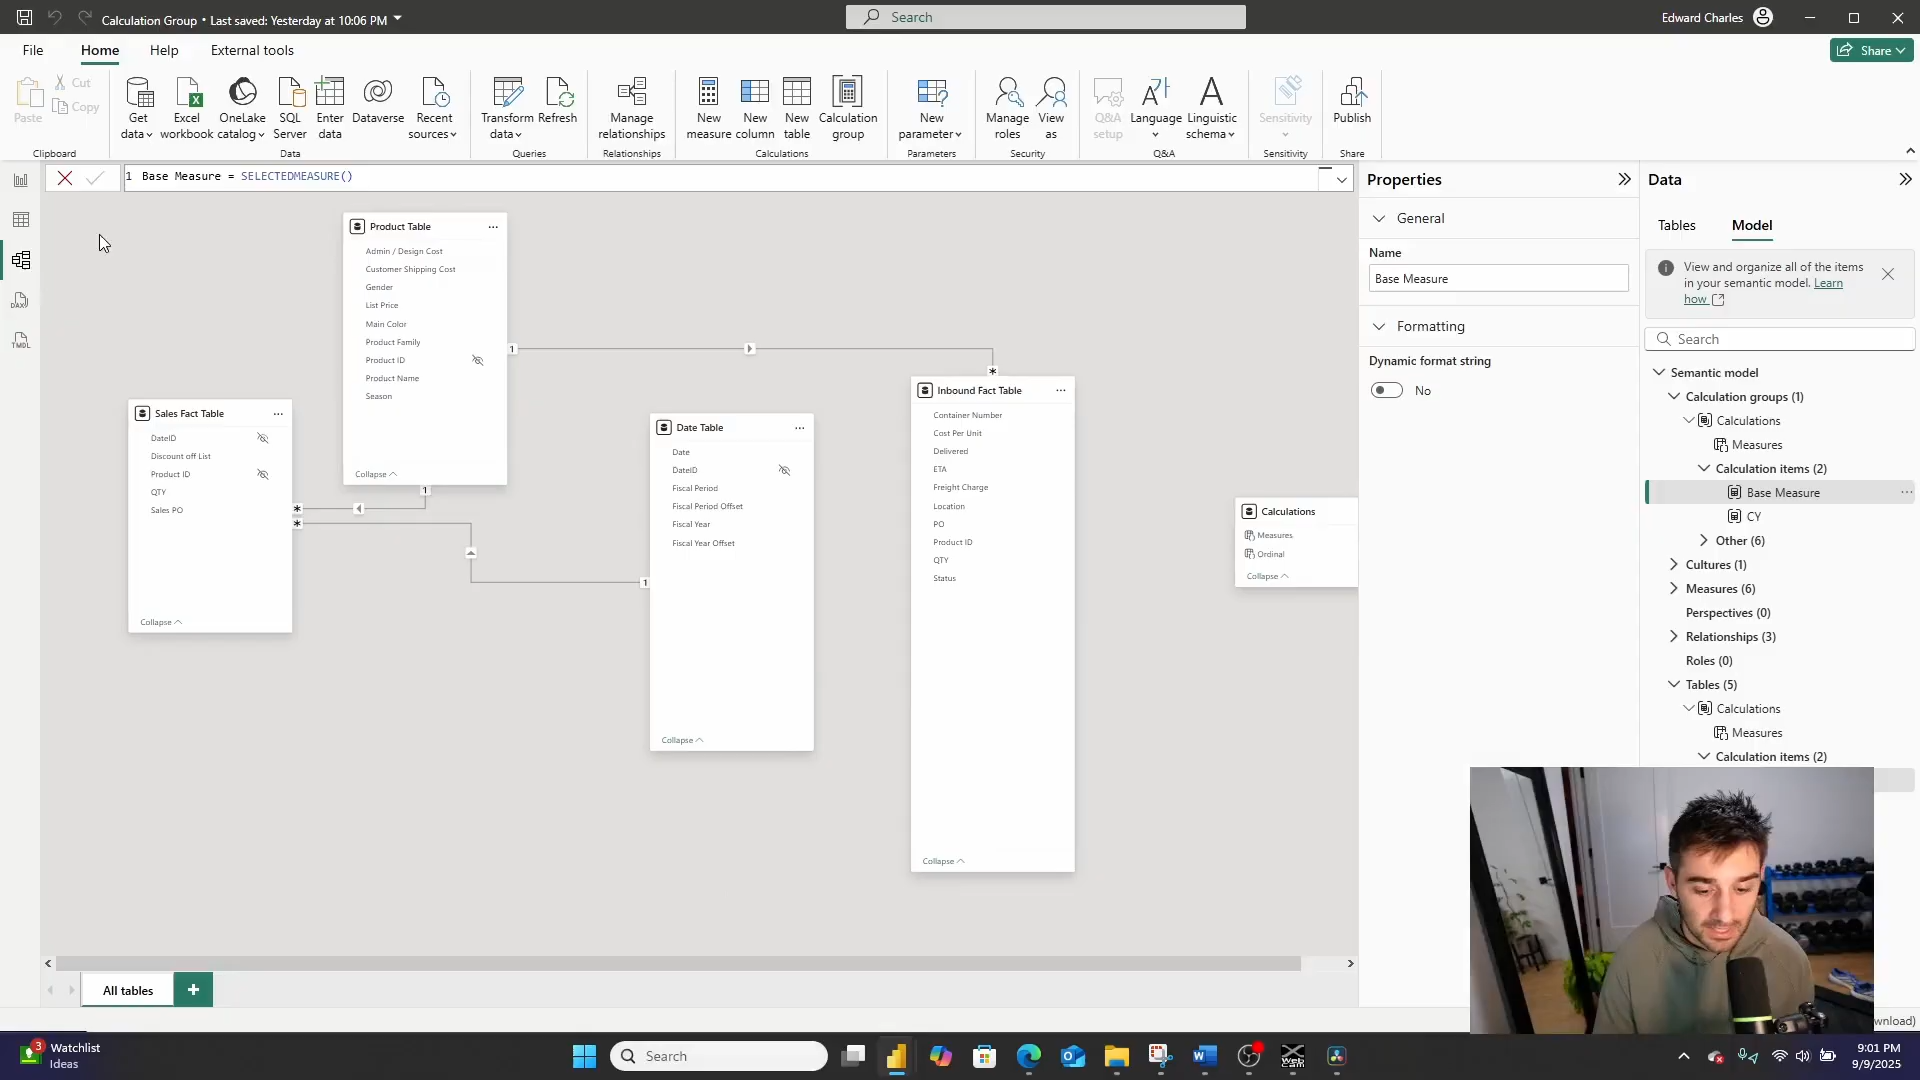 Calculation Group • Last saved: Yesterday at 10:06 PM
Search
Edward Charles
File
Home
Help
External tools
Share
Paste
Cut
Copy
Clipboard
Get data
Excel workbook
OneLake catalog
SQL Server
Enter data
Dataverse
Recent sources
Data
Transform data
Refresh
Queries
Manage relationships
Relationships
New measure
New column
New table
Calculation group
Calculations
New parameter
Parameters
Manage roles
View as
Security
Q&A setup
Language
Linguistic schema
Q&A
Sensitivity
Sensitivity
Publish
Share
1 Base Measure = SELECTEDMEASURE()
DAX
TMDL
Product Table
Admin / Design Cost
Customer Shipping Cost
Gender
List Price
Main Color
Product Family
Product ID
Product Name
Season
Collapse
1
*
1
Sales Fact Table
DateID
Discount off List
Product ID
QTY
Sales PO
Collapse
*
*
1
Date Table
Date
DateID
Fiscal Period
Fiscal Period Offset
Fiscal Year
Fiscal Year Offset
Collapse
Inbound Fact Table
Container Number
Cost Per Unit
Delivered
ETA
Freight Charge
Location
PO
Product ID
QTY
Status
Collapse
Calculations
Measures
Ordinal
Collapse
All tables
Properties
General
Name
Base Measure
Formatting
Dynamic format string
No
Data
Tables
Model
View and organize all of the items
in your semantic model. Learn
how
Search
Semantic model
Calculation groups (1)
Calculations
Measures
Calculation items (2)
Base Measure
CY
Other (6)
Cultures (1)
Measures (6)
Perspectives (0)
Relationships (3)
Roles (0)
Tables (5)
Calculations
Measures
Calculation items (2)
wnload)
3
Watchlist
Ideas
Search
9:01 PM
9/9/2025